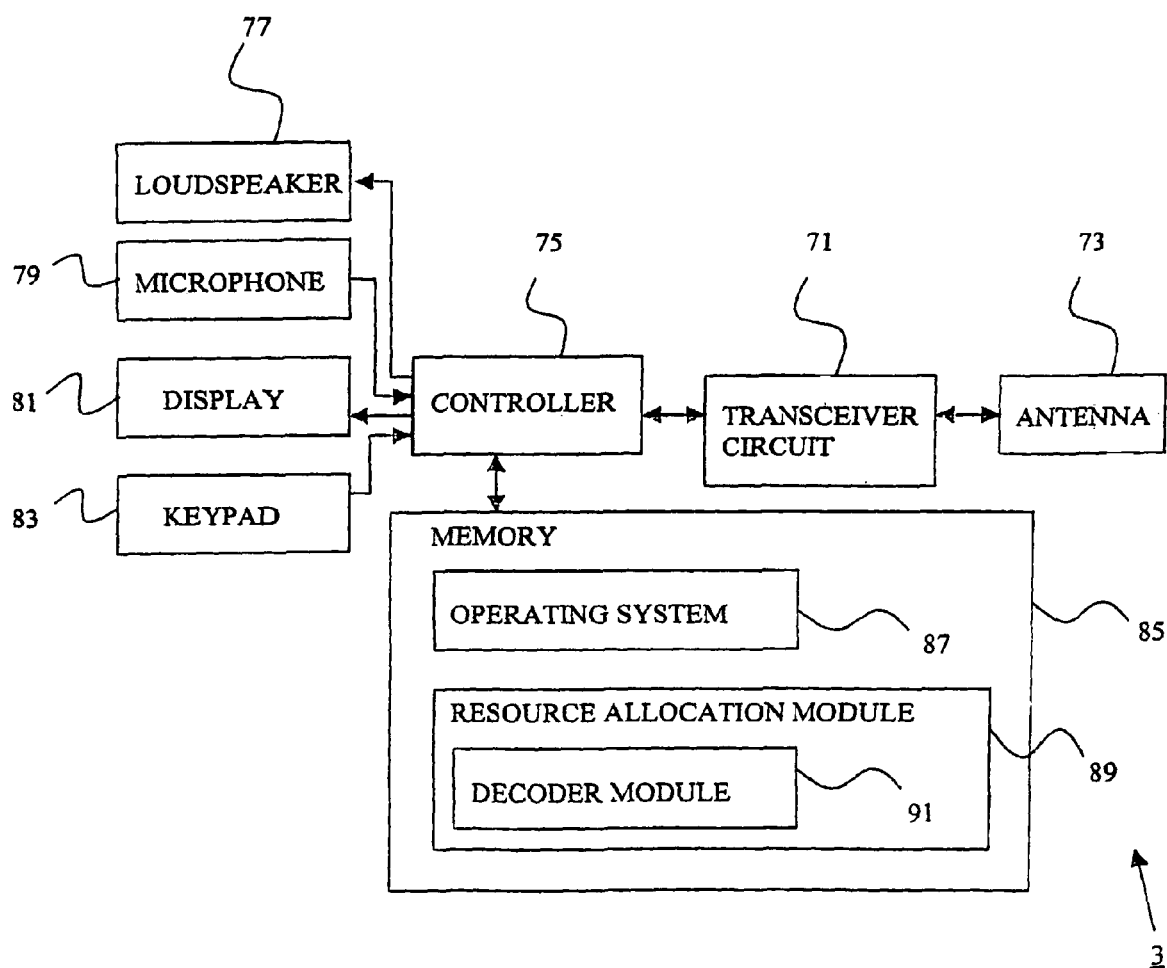 77
LOUDSPEAKER
75
71
73
79
MICROPHONE
81
DISPLAY
CONTROLLER
TRANSCEIVER
CIRCUIT
ANTENNA
83
KEYPAD
MEMORY
OPERATING SYSTEM
87
85
RESOURCE ALLOCATION MODULE
89
DECODER MODULE
91
3